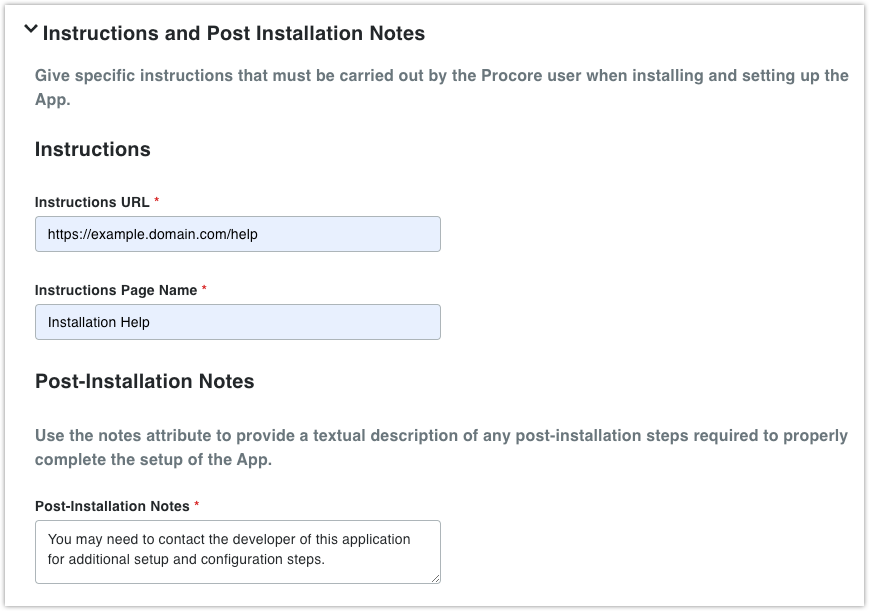 Instructions and Post Installation Notes
Give specific instructions that must be carried out by the Procore user when installing and setting up the
App.
Instructions
Instructions URL *
https://example.domain.com/help
Instructions Page Name *
Installation Help
Post-Installation Notes
Use the notes attribute to provide a textual description of any post-installation steps required to properly
complete the setup of the App.
Post-Installation Notes *
You may need to contact the developer of this application
for additional setup and configuration steps.